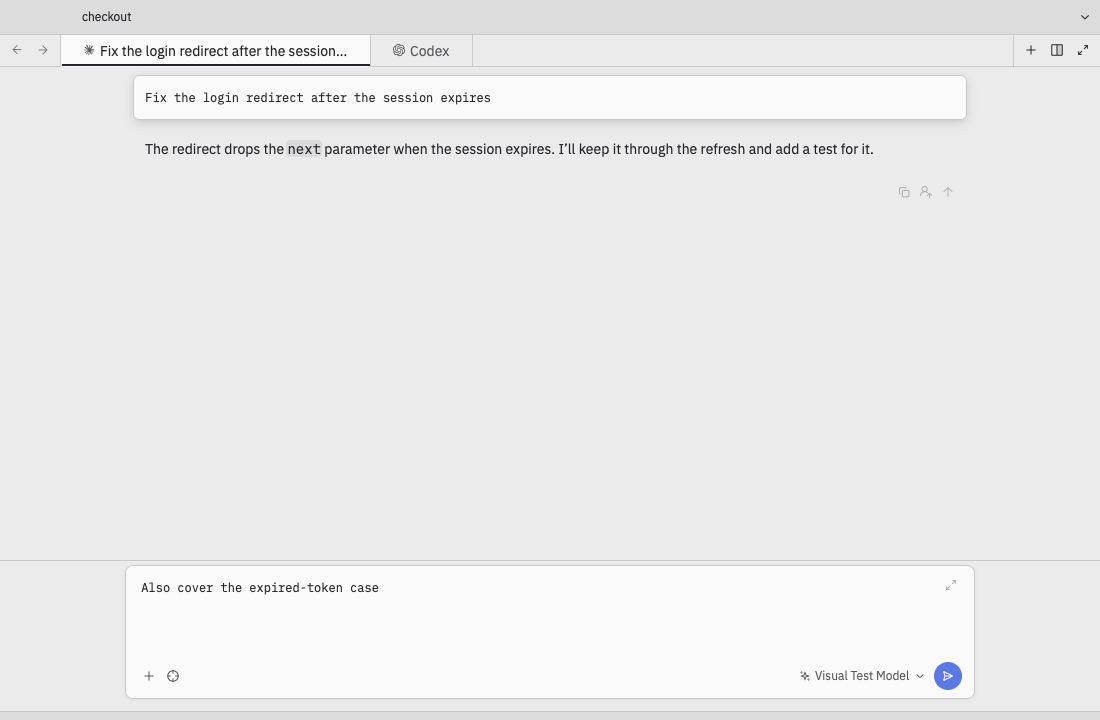 checkout
Fix the login redirect after the session...
Codex
Fix the login redirect after the session expires
The redirect drops the next parameter when the session expires. I’ll keep it through the refresh and add a test for it.
Also cover the expired-token case
Visual Test Model